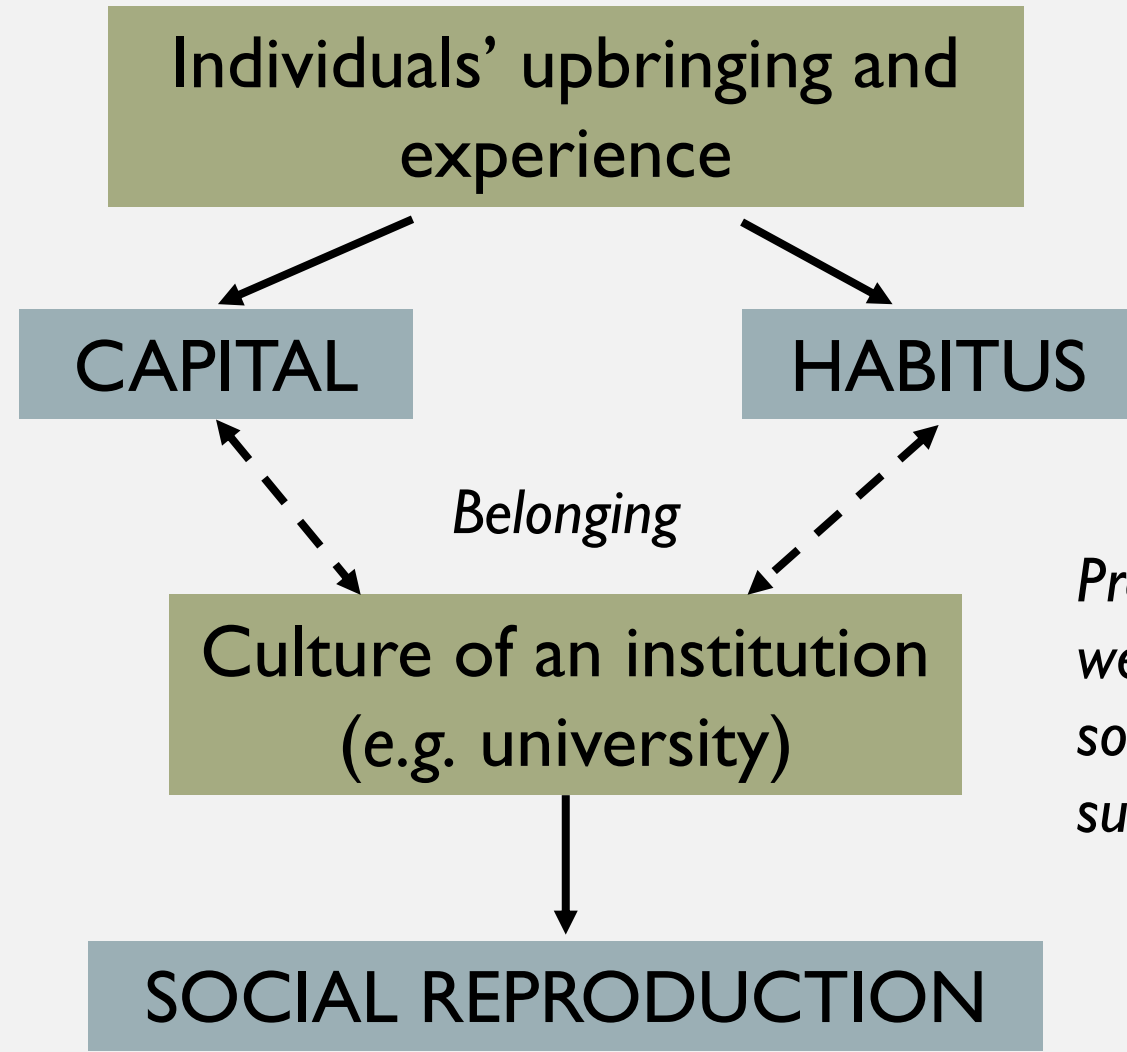 Individuals’ upbringing and
experience
CAPITAL
HABITUS
Belonging
Culture of an institution
(e.g. university)
SOCIAL REPRODUCTION